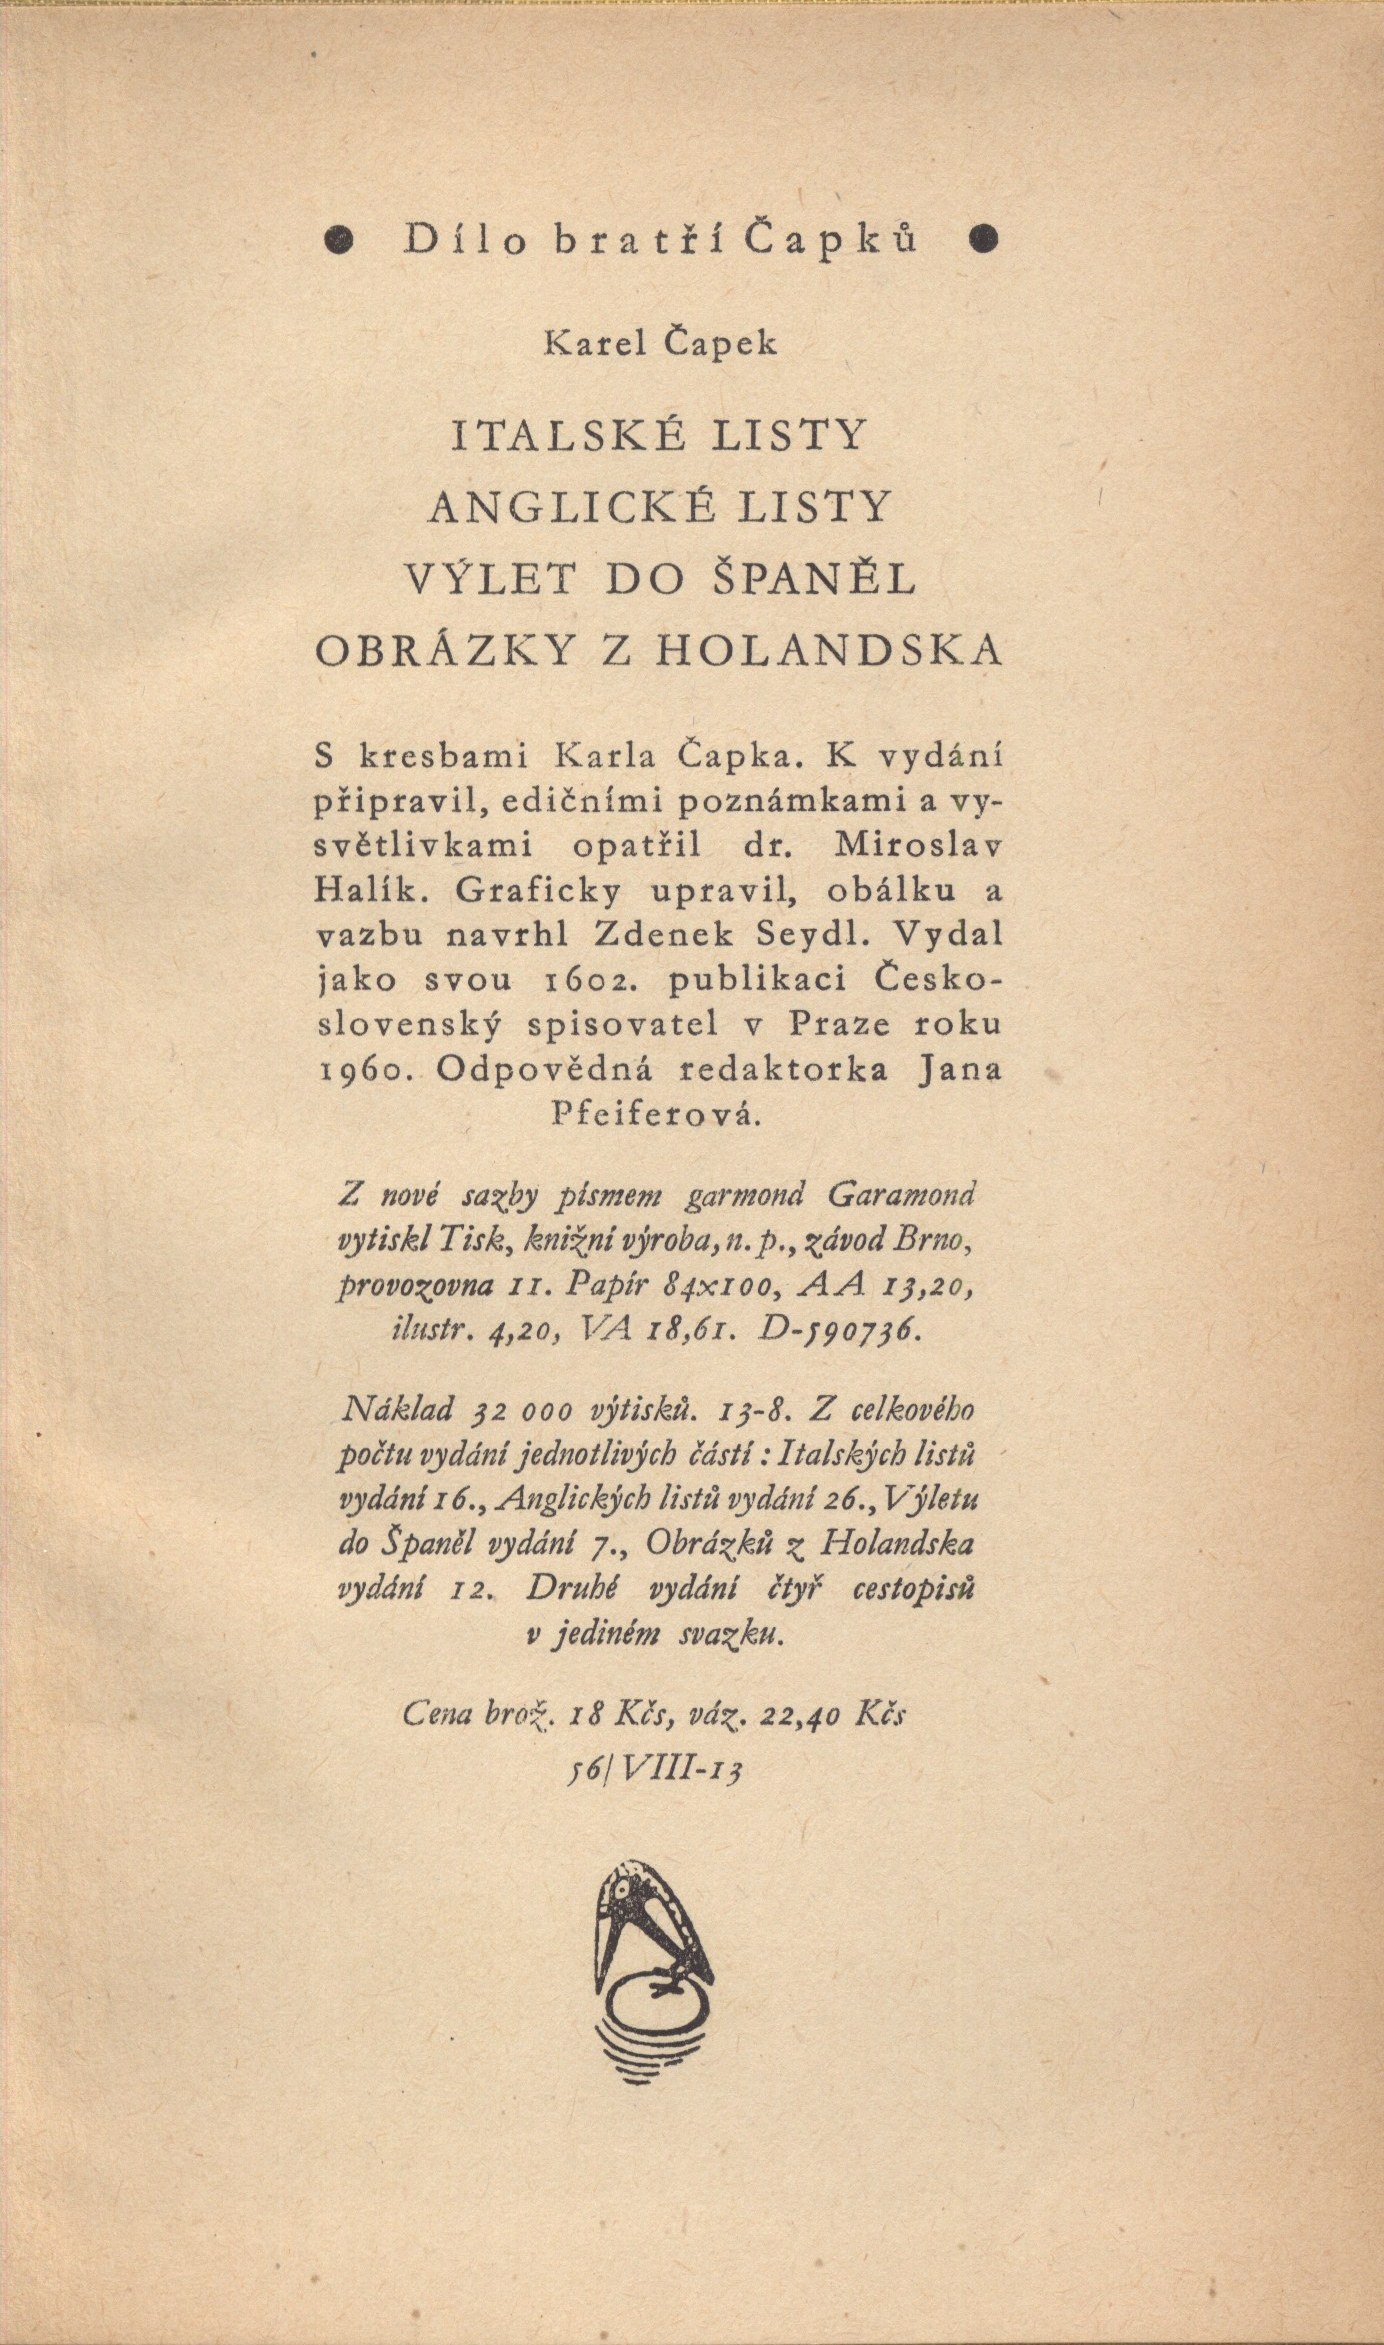 ● Dílo bratří Čapků ●
Karel Čapek
ITALSKÉ LISTY
ANGLICKÉ LISTY
VÝLET DO ŠPANĚL
OBRÁZKY Z HOLANDSKA
S kresbami Karla Čapka. K vydání
připravil, edičními poznámkami a vy-
světlivkami opatřil dr. Miroslav
Halík. Graficky upravil, obálku a
vazbu navrhl Zdenek Seydl. Vydal
jako svou 1602. publikaci Česko-
slovenský spisovatel v Praze roku
1960. Odpovědná redaktorka Jana
Pfeiferová.
Z nové sazby písmem garmond Garamond
vytiskl Tisk, knižní výroba, n. p., závod Brno,
provozovna 11. Papír 84x100, AA 13,20,
ilustr. 4,20, VA 18,61. D-590736.
Náklad 32 000 výtisků. 13-8. Z celkového
počtu vydání jednotlivých částí : Italských listů
vydání 16., Anglických listů vydání 26., Výletu
do Španěl vydání 7., Obrázků z Holandska
vydání 12. Druhé vydání čtyř cestopisů
v jediném svazku.
Cena brož. 18 Kčs, váz. 22,40 Kčs
56/VIII-13